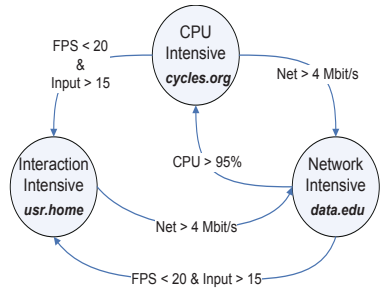 CPU
Intensive
cycles.org
FPS < 20
&
Input > 15
Net > 4 Mbit/s
CPU > 95%
Interaction
Intensive
usr.home
Network
Intensive
data.edu
Net > 4 Mbit/s
FPS < 20 & Input > 15